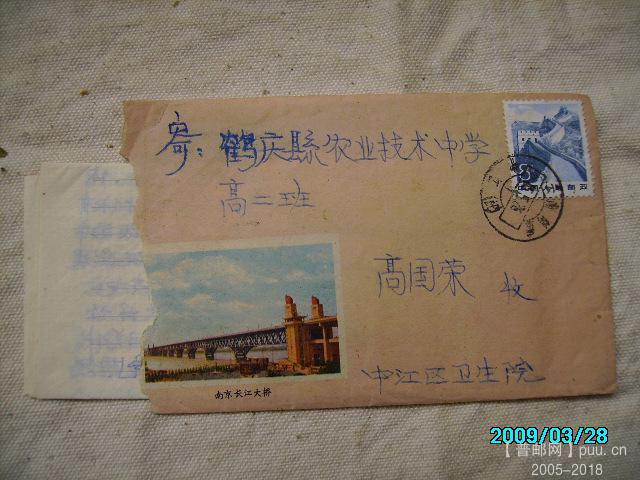 寄：鹤庆县农业技术中学
高二班
高国荣 收
中江区卫生院
南京长江大桥
8
2009/03/28
【普邮网】puu.cn
2005-2018